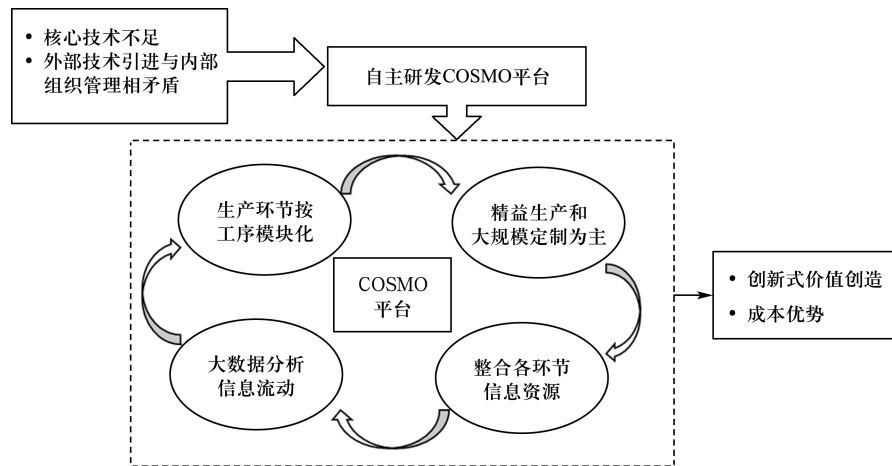 • 核心技术不足
• 外部技术引进与内部
组织管理相矛盾
自主研发COSMO平台
生产环节按
工序模块化
精益生产和
大规模定制为主
COSMO
平台
大数据分析
信息流动
整合各环节
信息资源
• 创新式价值创造
• 成本优势